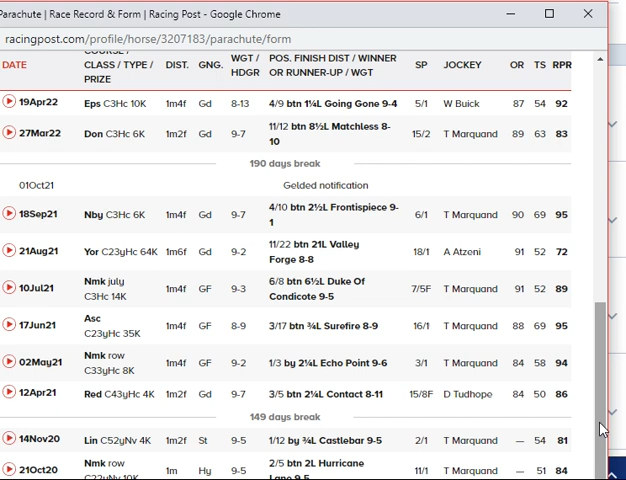 Parachute | Race Record & Form | Racing Post - Google Chrome
racingpost.com/profile/horse/3207183/parachute/form
DATE COURSE / CLASS / TYPE / PRIZE DIST. GNG. WGT / HDGR POS. FINISH DIST / WINNER OR RUNNER-UP / WGT SP JOCKEY OR TS RPR
19Apr22 Eps C3Hc 10K 1m4f Gd 8-13 4/9 btn 1¼L Going Gone 9-4 5/1 W Buick 87 54 92
27Mar22 Don C3Hc 6K 1m2f Gd 9-7 11/12 btn 8½L Matchless 8-10 15/2 T Marquand 89 63 83
190 days break
01Oct21 Gelded notification
18Sep21 Nby C3Hc 6K 1m4f Gd 9-7 4/10 btn 2½L Frontispiece 9-1 6/1 T Marquand 90 69 95
21Aug21 Yor C23yHc 64K 1m6f Gd 9-2 11/22 btn 21L Valley Forge 8-8 18/1 A Atzeni 91 52 72
10Jul21 Nmk july C3Hc 14K 1m4f GF 9-3 6/8 btn 6½L Duke Of Condicote 9-5 7/5F T Marquand 91 52 89
17Jun21 Asc C23yHc 35K 1m4f GF 8-9 3/17 btn ¾L Surefire 8-9 16/1 T Marquand 88 69 95
02May21 Nmk row C33yHc 8K 1m4f GF 9-2 1/3 by 2¼L Echo Point 9-6 3/1 T Marquand 84 58 94
12Apr21 Red C43yHc 4K 1m2f Gd 9-7 3/5 btn 2¼L Contact 8-11 15/8F D Tudhope 84 50 86
149 days break
14Nov20 Lin C52yNv 4K 1m2f St 9-5 1/12 by ¾L Castlebar 9-5 2/1 T Marquand — 54 81
21Oct20 Nmk row C22yNv 10K 1m Hy 9-5 2/5 btn 2L Hurricane Lane 9-5 11/1 T Marquand — 51 84